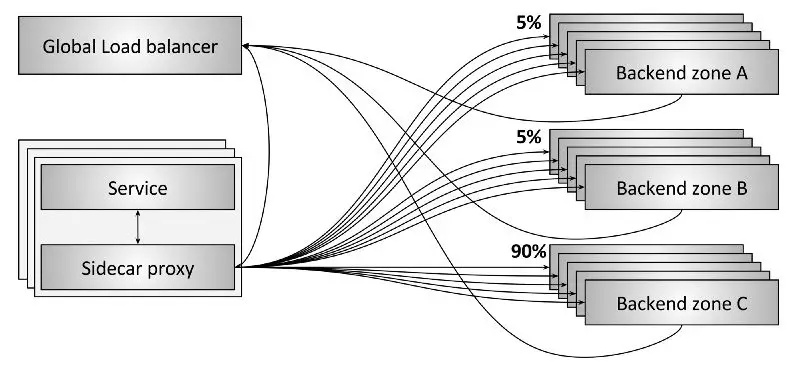 Global Load balancer
5%
Backend zone A
Service
5%
Backend zone B
Sidecar proxy
90%
Backend zone C